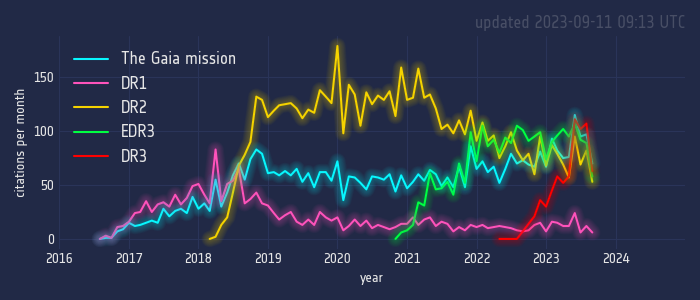 updated 2023-09-11 09:13 UTC
The Gaia mission
DR1
DR2
EDR3
DR3
citations per month
150
100
50
0
2016 2017 2018 2019 2020 2021 2022 2023 2024
year